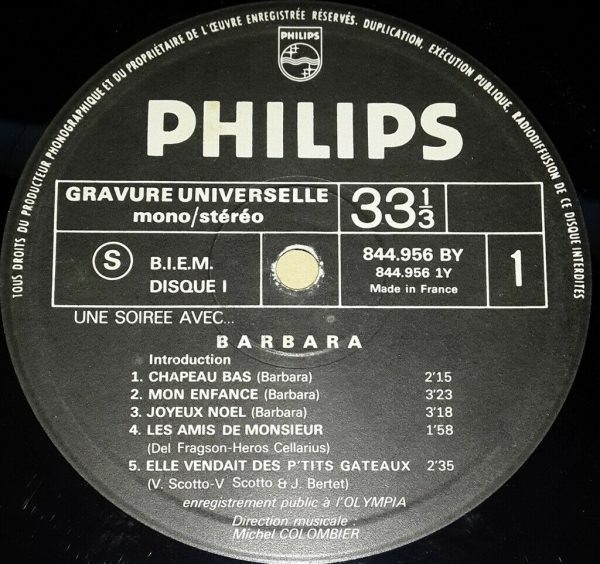 TOUS DROITS DU PRODUCTEUR PHONOGRAPHIQUE ET DU PROPRIÉTAIRE DE L'ŒUVRE ENREGISTRÉE RÉSERVÉS. DUPLICATION, EXÉCUTION PUBLIQUE, RADIODIFFUSION DE CE DISQUE INTERDITES
PHILIPS
PHILIPS
GRAVURE UNIVERSELLE
mono/stéréo
33 1/3
S
B.I.E.M.
DISQUE I
844.956 BY
844.956 1Y
Made in France
1
UNE SOIREE AVEC...
BARBARA
Introduction
1. CHAPEAU BAS (Barbara) 2'15
2. MON ENFANCE (Barbara) 3'23
3. JOYEUX NOEL (Barbara) 3'18
4. LES AMIS DE MONSIEUR 1'58
(Del Fragson-Heros Cellarius)
5. ELLE VENDAIT DES P'TITS GATEAUX 2'35
(V. Scotto-V Scotto & J. Bertet)
enregistrement public à l'OLYMPIA
Direction musicale :
Michel COLOMBIER